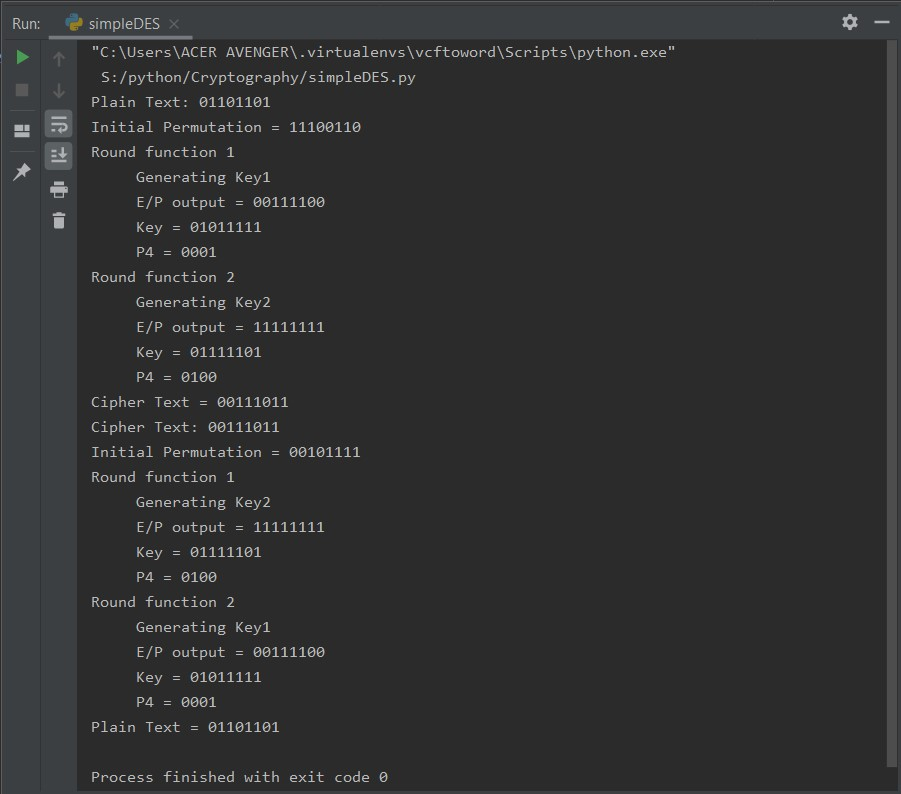 Run: simpleDES
"C:\Users\ACER AVENGER\.virtualenvs\vcftoword\Scripts\python.exe"
S:/python/Cryptography/simpleDES.py
Plain Text: 01101101
Initial Permutation = 11100110
Round function 1
Generating Key1
E/P output = 00111100
Key = 01011111
P4 = 0001
Round function 2
Generating Key2
E/P output = 11111111
Key = 01111101
P4 = 0100
Cipher Text = 00111011
Cipher Text: 00111011
Initial Permutation = 00101111
Round function 1
Generating Key2
E/P output = 11111111
Key = 01111101
P4 = 0100
Round function 2
Generating Key1
E/P output = 00111100
Key = 01011111
P4 = 0001
Plain Text = 01101101
Process finished with exit code 0